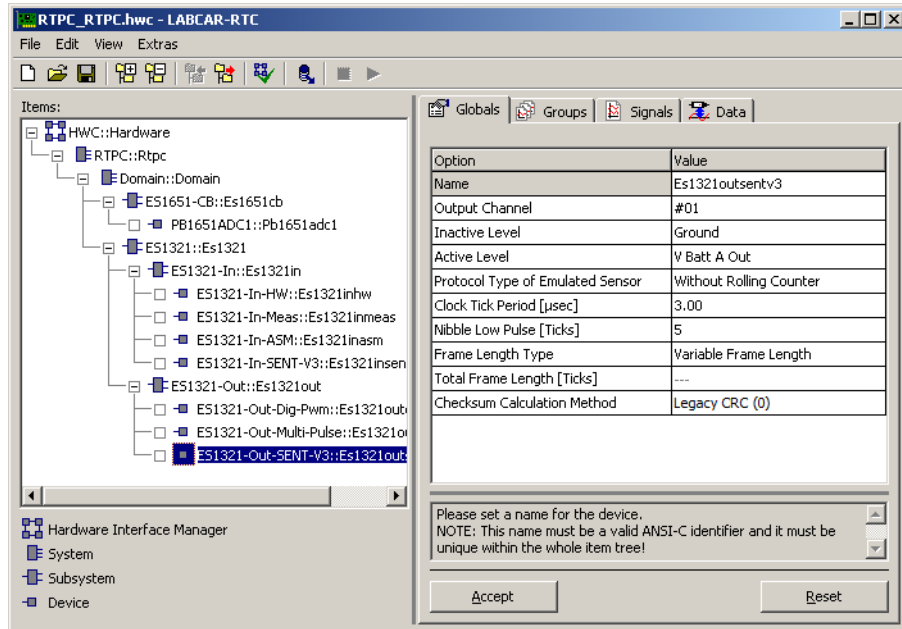 RTPC_RTPC.hwc - LABCAR-RTC
File Edit View Extras
Items:
HWC::Hardware
RTPC::Rtpc
Domain::Domain
ES1651-CB::Es1651cb
PB1651ADC1::Pb1651adc1
ES1321::Es1321
ES1321-In::Es1321in
ES1321-In-HW::Es1321inhw
ES1321-In-Meas::Es1321inmeas
ES1321-In-ASM::Es1321inasm
ES1321-In-SENT-V3::Es1321insen
ES1321-Out::Es1321out
ES1321-Out-Dig-Pwm::Es1321out
ES1321-Out-Multi-Pulse::Es1321o
ES1321-Out-SENT-V3::Es1321out
Hardware Interface Manager
System
Subsystem
Device
Globals Groups Signals Data
Option Value
Name Es1321outsentv3
Output Channel #01
Inactive Level Ground
Active Level V Batt A Out
Protocol Type of Emulated Sensor Without Rolling Counter
Clock Tick Period [µsec] 3.00
Nibble Low Pulse [Ticks] 5
Frame Length Type Variable Frame Length
Total Frame Length [Ticks] ---
Checksum Calculation Method Legacy CRC (0)
Please set a name for the device.
NOTE: This name must be a valid ANSI-C identifier and it must be
unique within the whole item tree!
Accept Reset